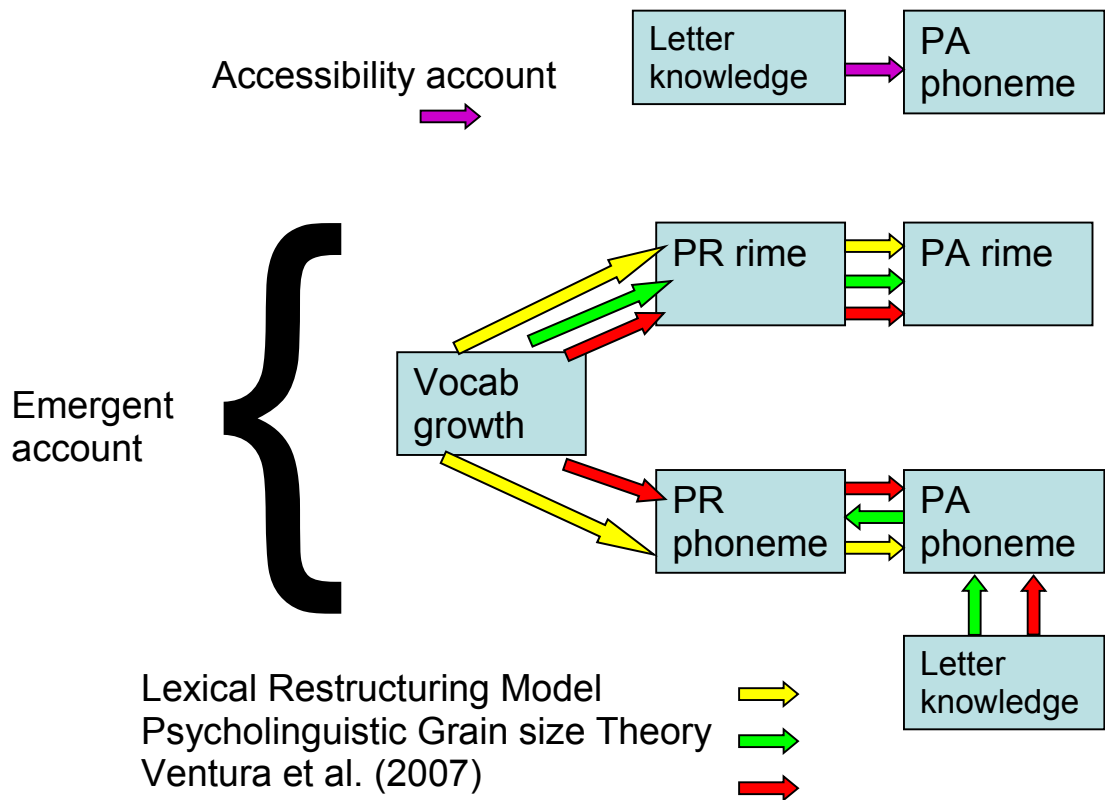 Accessibility account
Letter
knowledge
PA
phoneme
Emergent
account
{
Vocab
growth
PR rime
PA rime
PR
phoneme
PA
phoneme
Letter
knowledge
Lexical Restructuring Model
Psycholinguistic Grain size Theory
Ventura et al. (2007)